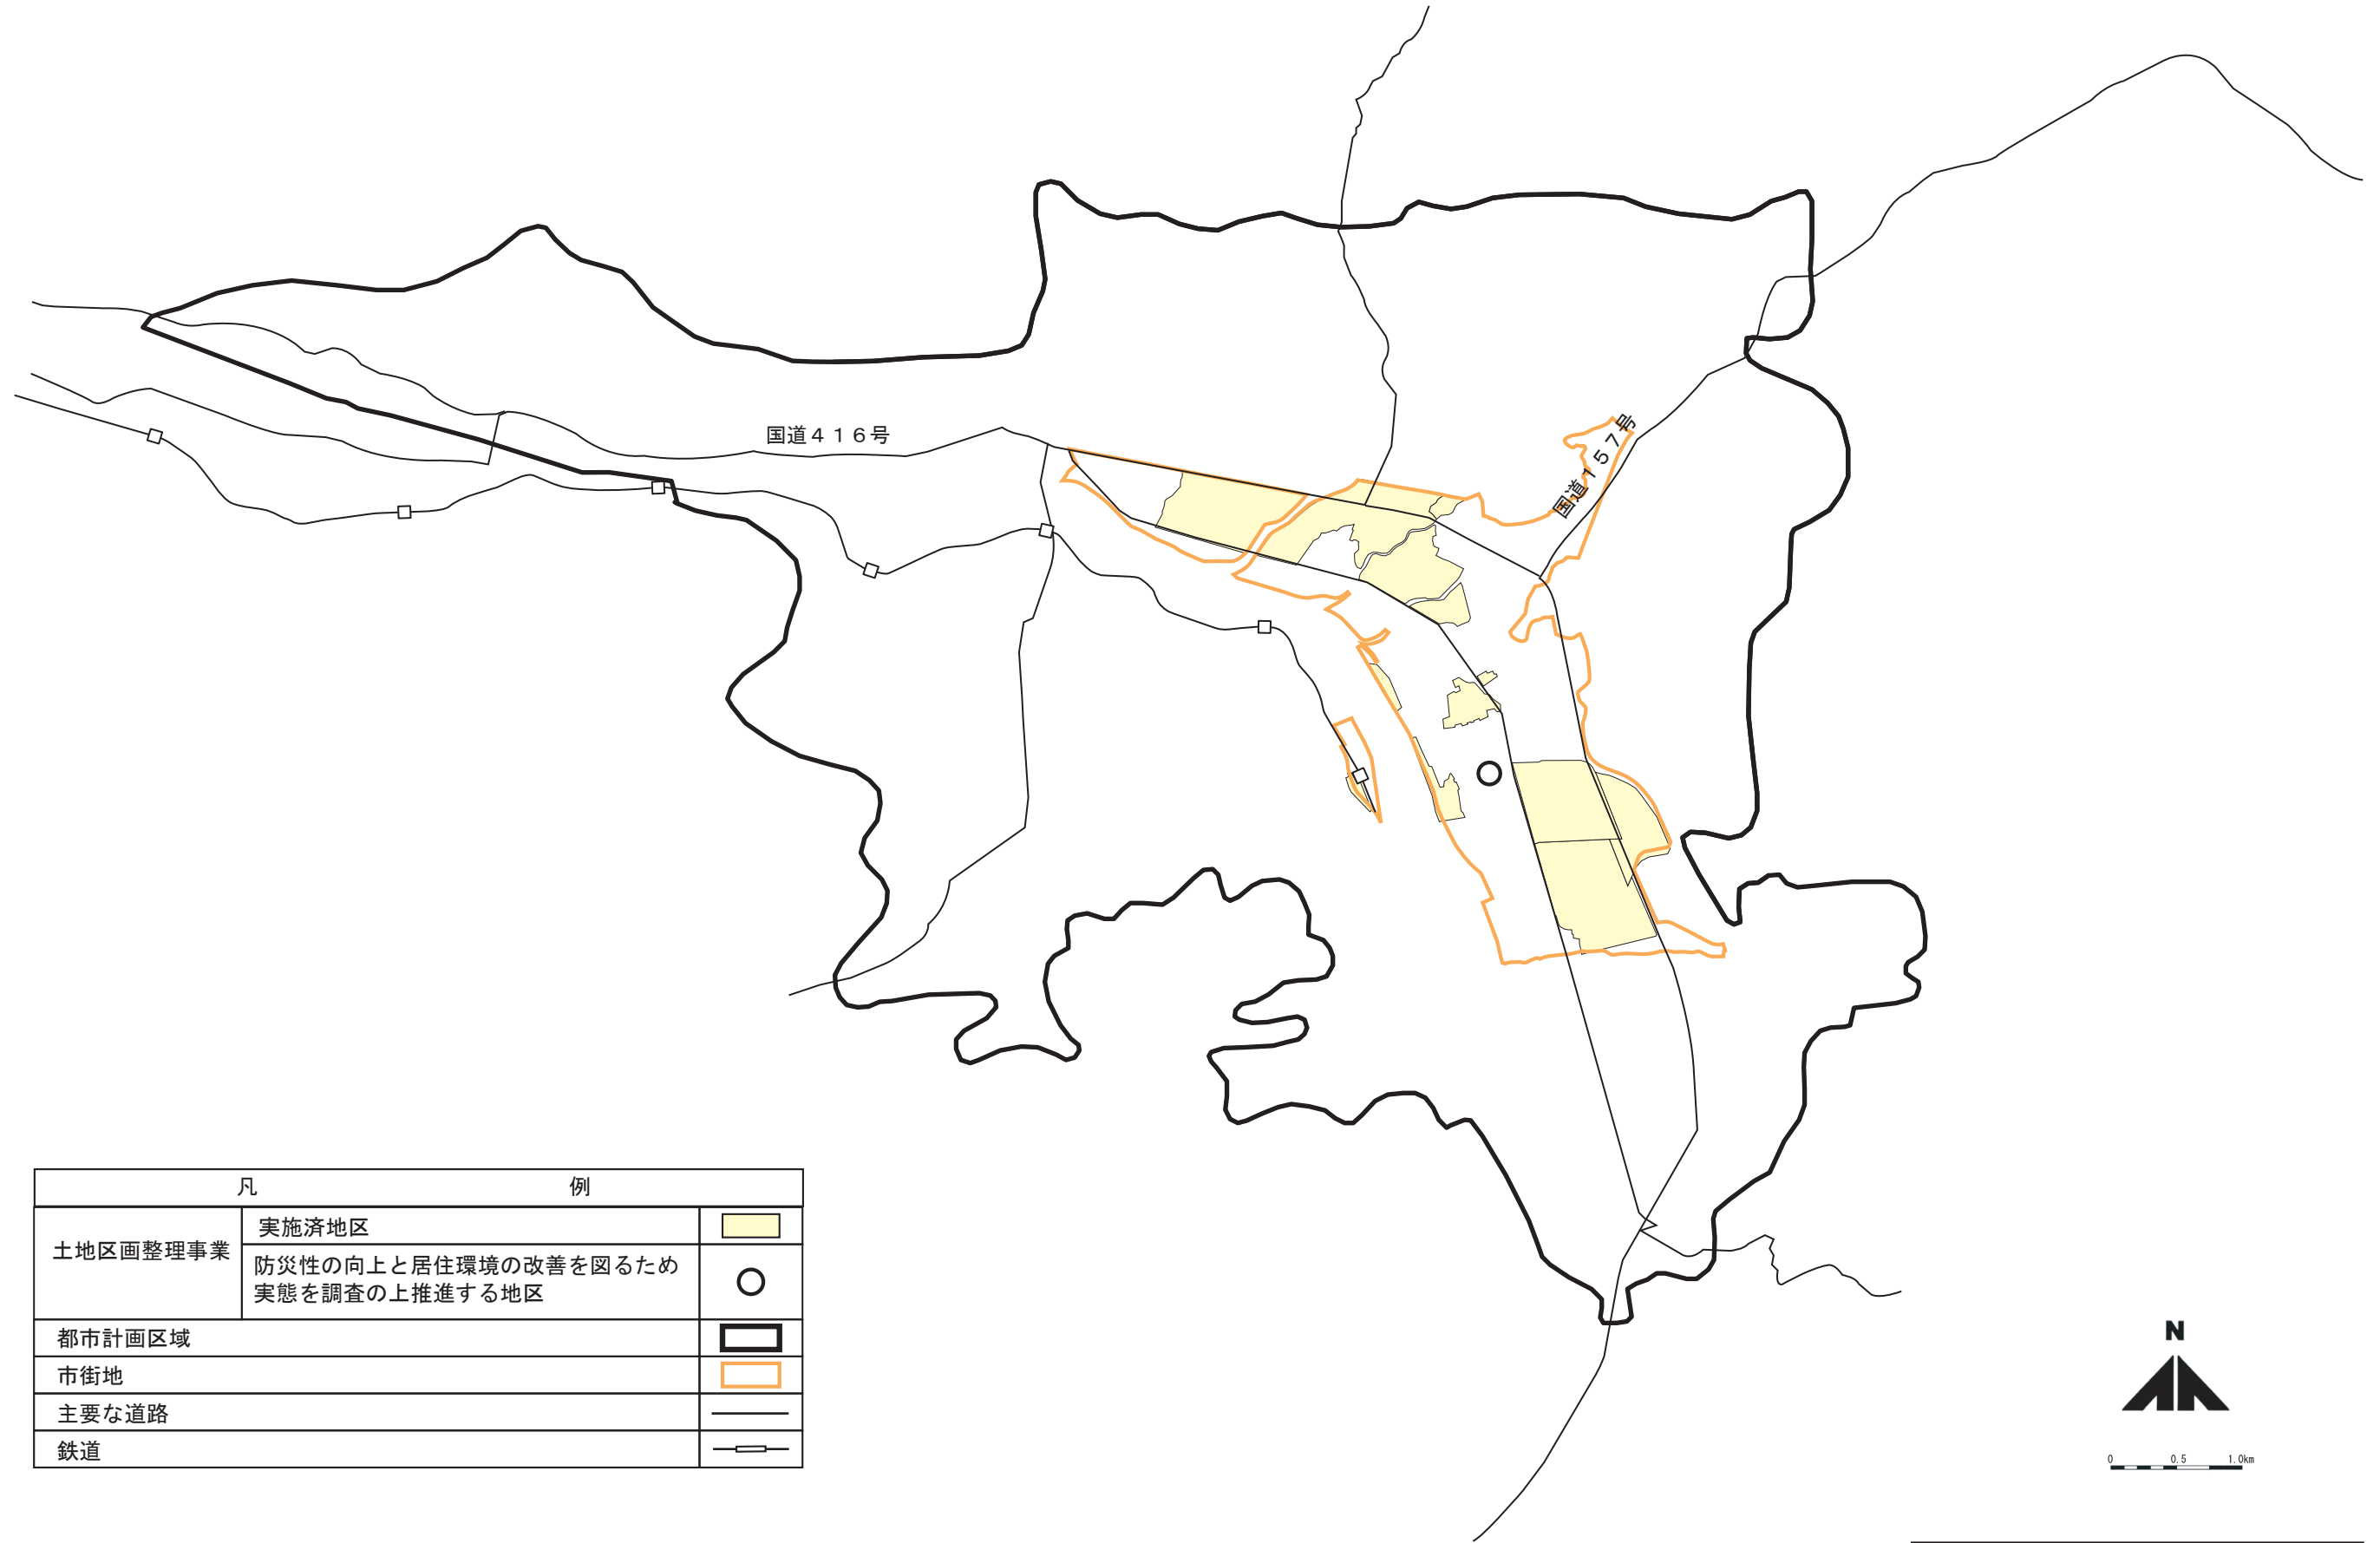 国道４１６号
国道１５７号
凡例
土地区画整理事業
実施済地区
防災性の向上と居住環境の改善を図るため
実態を調査の上推進する地区
都市計画区域
市街地
主要な道路
鉄道
N
0 0.5 1.0km